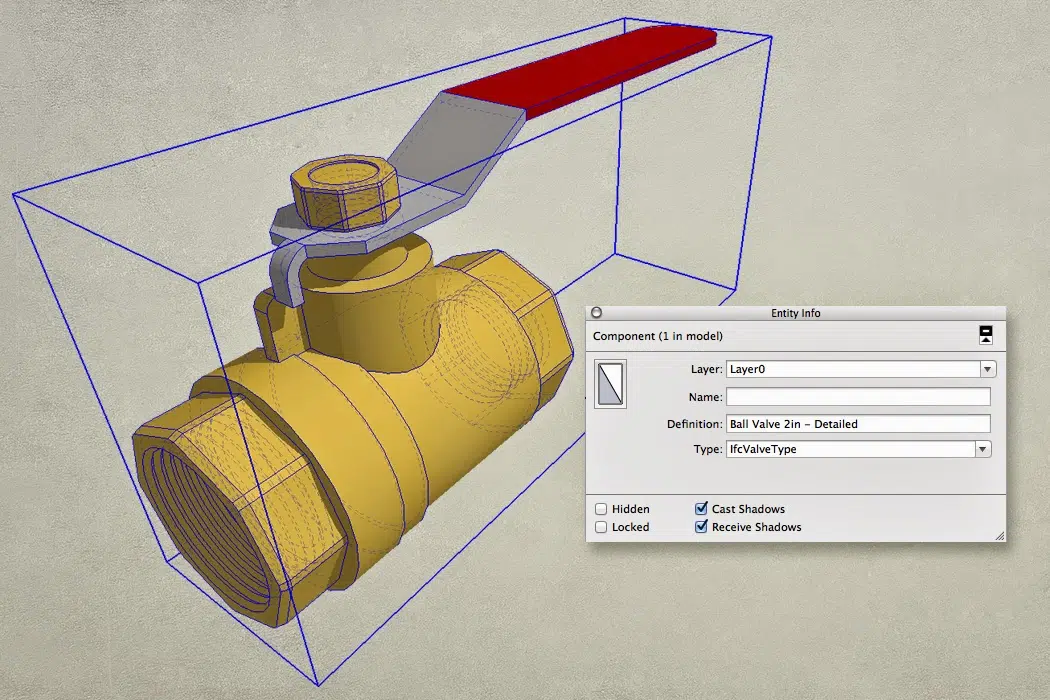 Entity Info
Component (1 in model)
Layer: Layer0
Name:
Definition: Ball Valve 2in - Detailed
Type: IfcValveType
Hidden Cast Shadows
Locked Receive Shadows